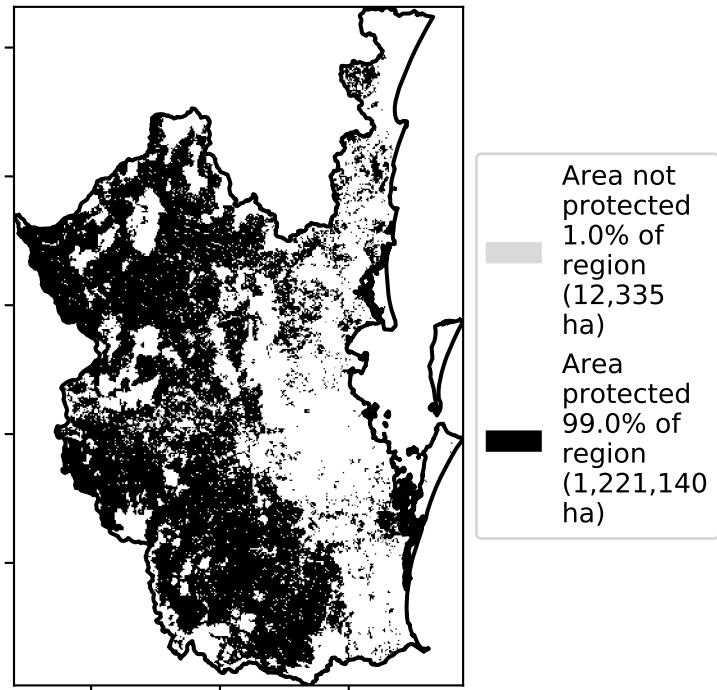 Area not
protected
1.0% of
region
(12,335
ha)
Area
protected
99.0% of
region
(1,221,140
ha)